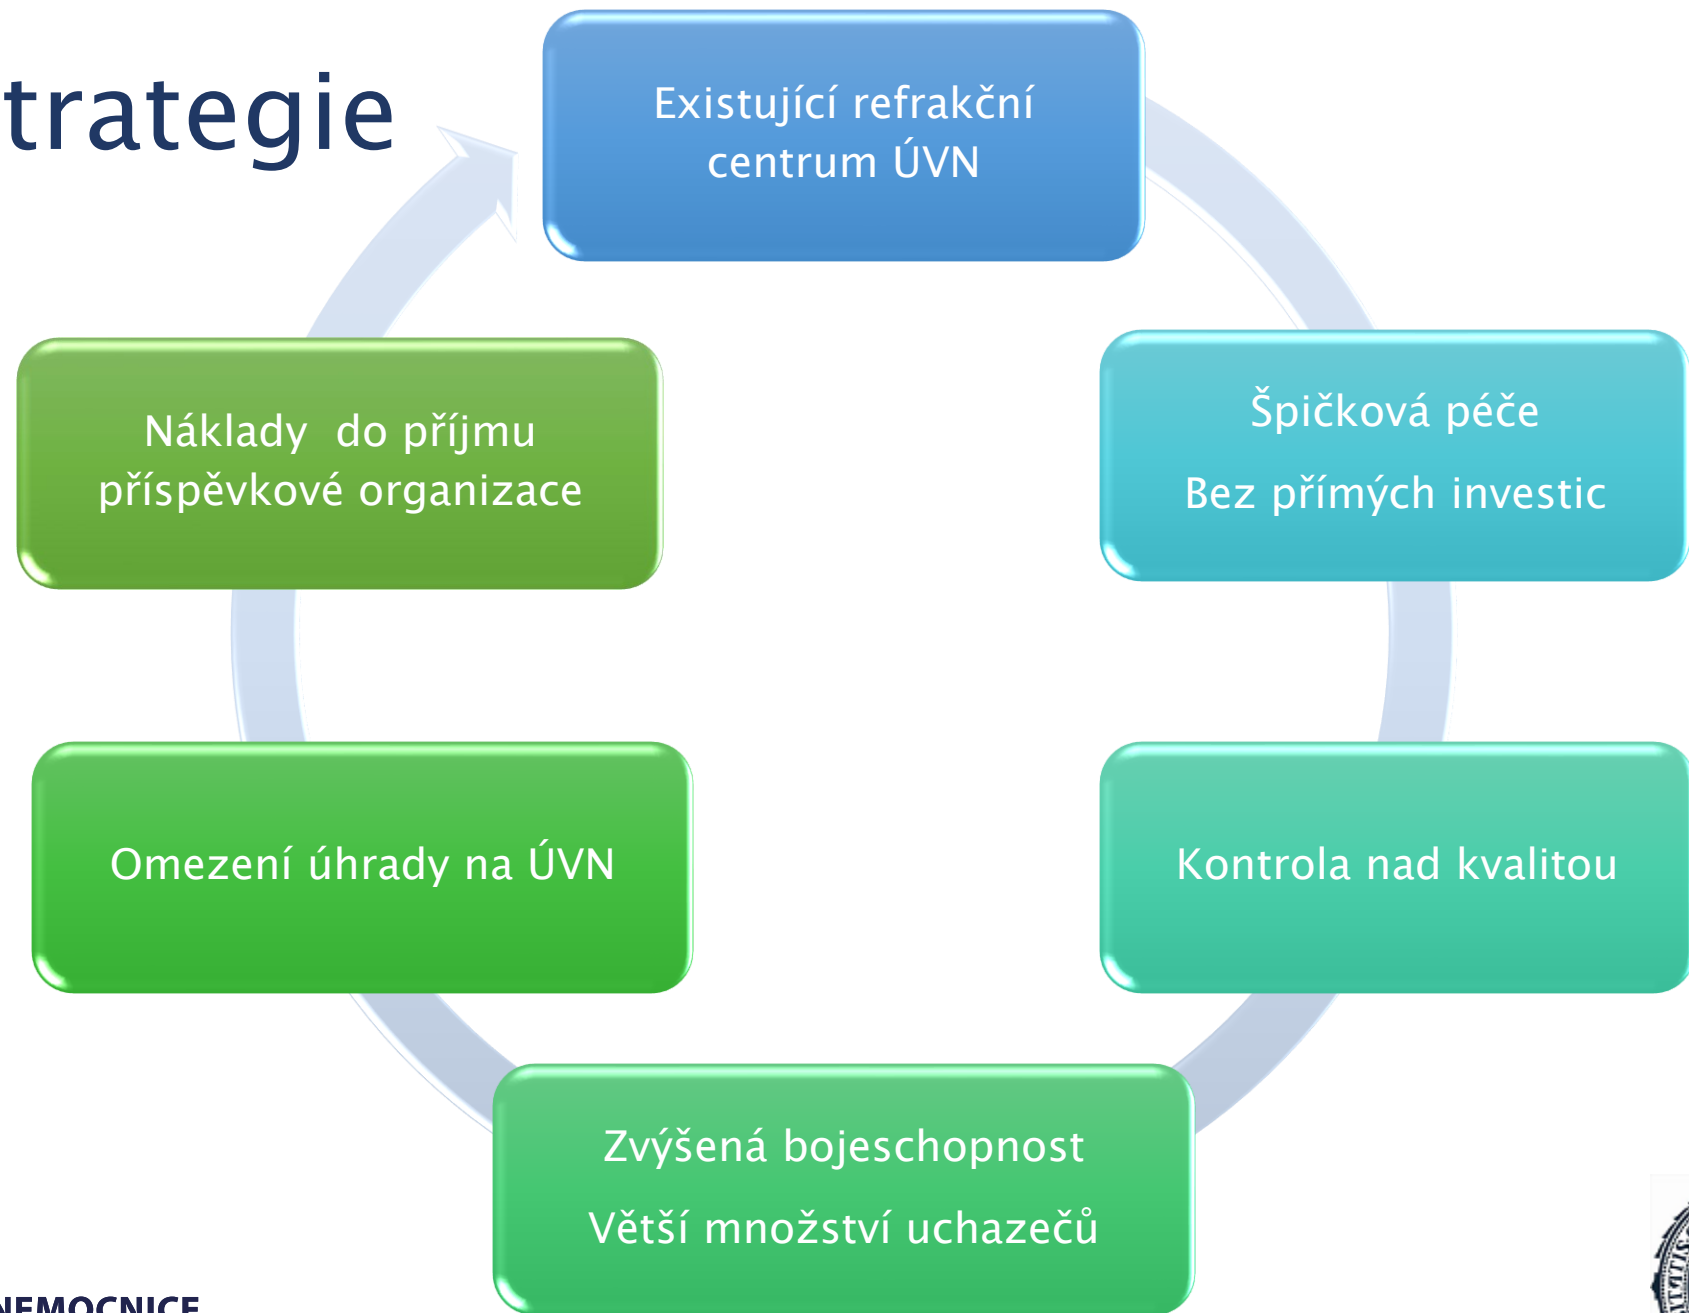 trategie
Existující refrakční
centrum ÚVN
Špičková péče
Bez přímých investic
Kontrola nad kvalitou
Zvýšená bojeschopnost
Větší množství uchazečů
Omezení úhrady na ÚVN
Náklady  do příjmu
příspěvkové organizace
NEMOCNICE